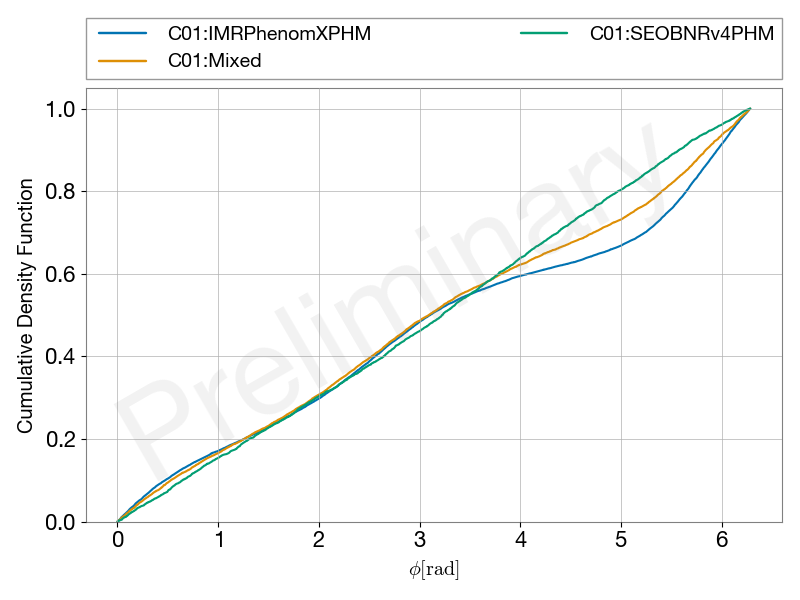 C01:IMRPhenomXPHM
C01:Mixed
C01:SEOBNRv4PHM
Cumulative Density Function
1.0
0.8
0.6
0.4
0.2
0.0
Preliminary
0 1 2 3 4 5 6
ϕ[rad]